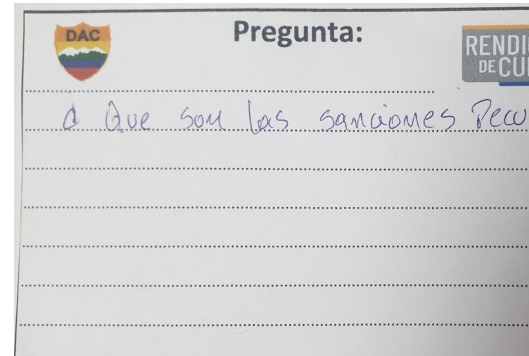 DAC
Pregunta:
RENDI
DE CU
¿ Que son las sanciones Pecu